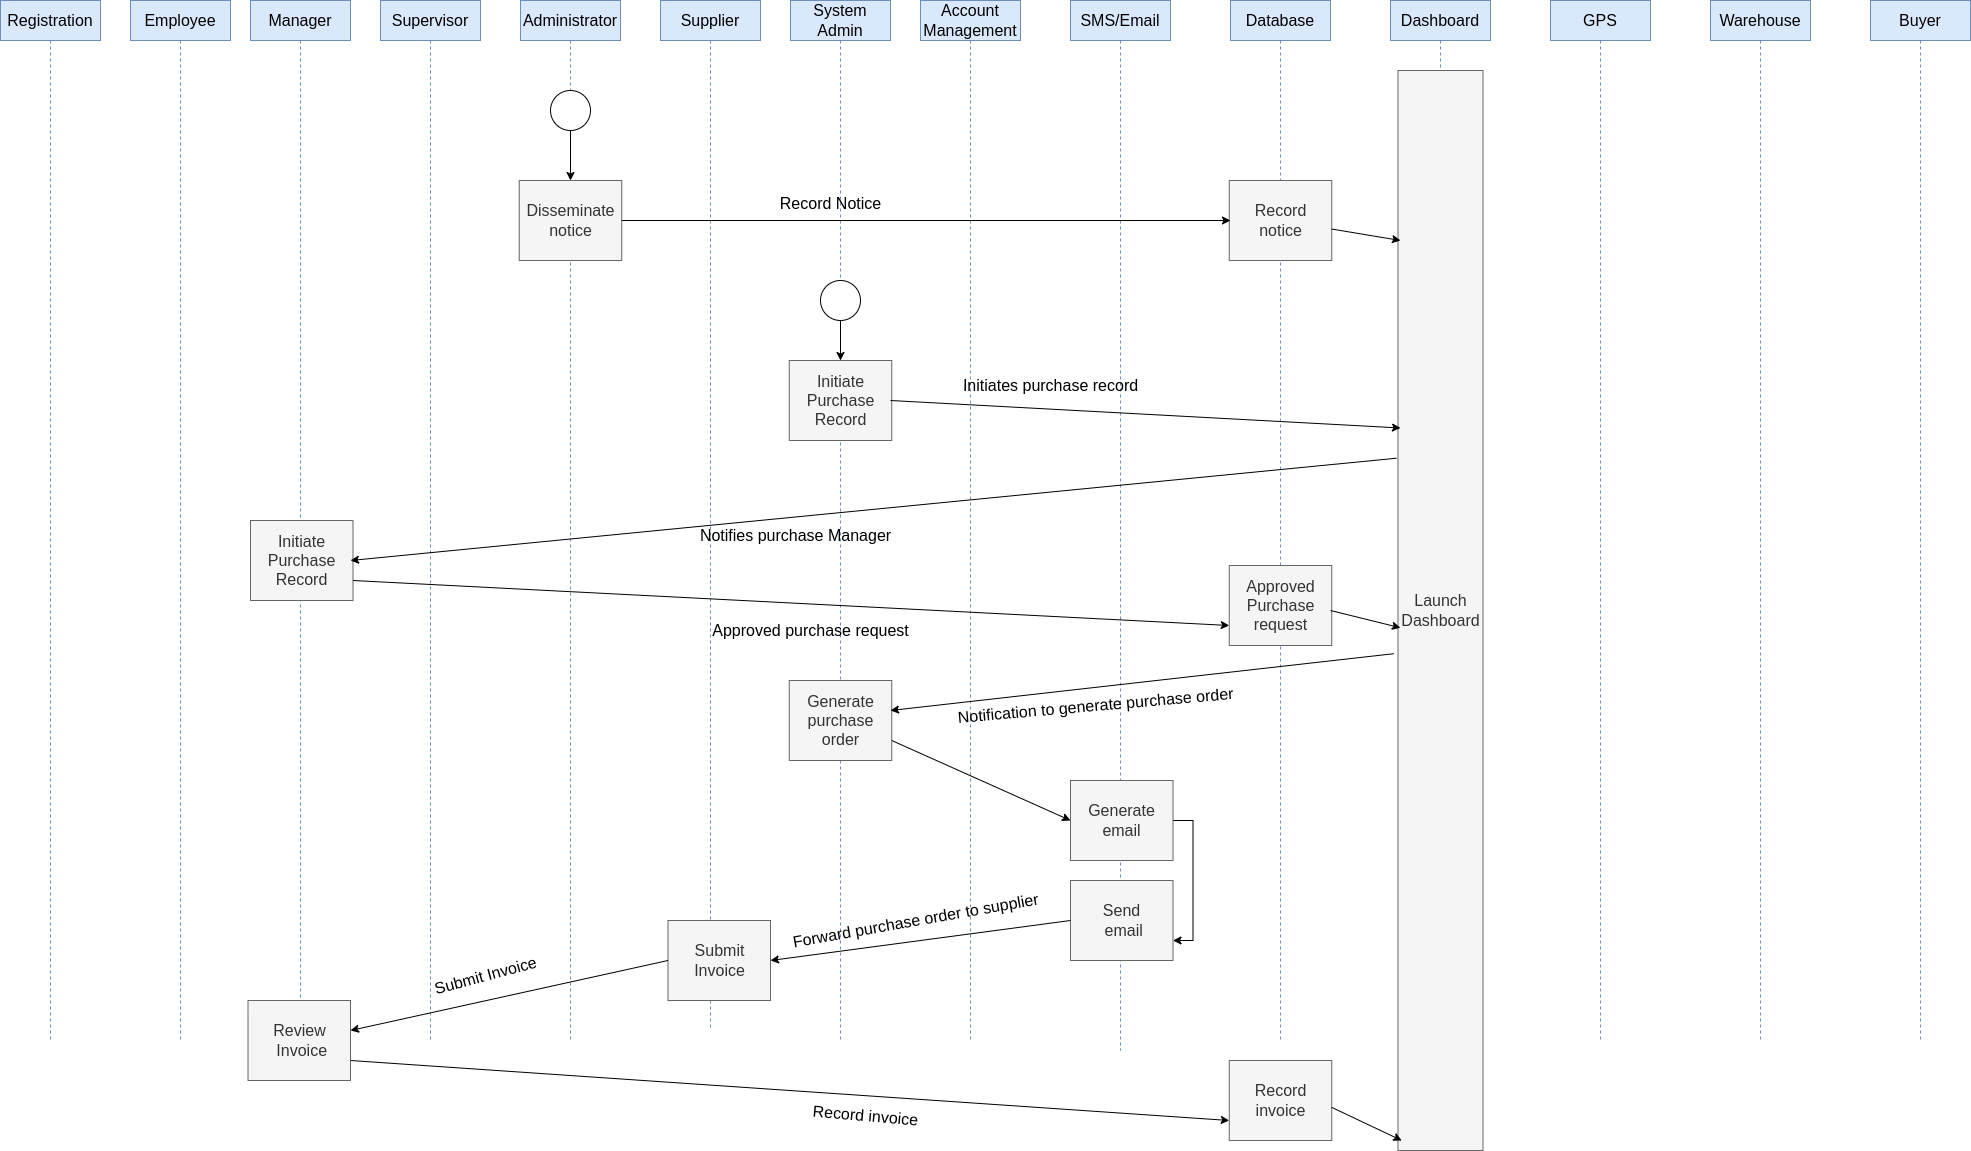 Registration
Employee
Manager
Supervisor
Administrator
Supplier
System
Admin
Account
Management
SMS/Email
Database
Dashboard
GPS
Warehouse
Buyer
Disseminate
notice
Record Notice
Record
notice
Initiate
Purchase
Record
Initiates purchase record
Notifies purchase Manager
Initiate
Purchase
Record
Approved purchase request
Approved
Purchase
request
Launch
Dashboard
Generate
purchase
order
Notification to generate purchase order
Generate
email
Send
email
Forward purchase order to supplier
Submit
Invoice
Submit Invoice
Review
Invoice
Record invoice
Record
invoice